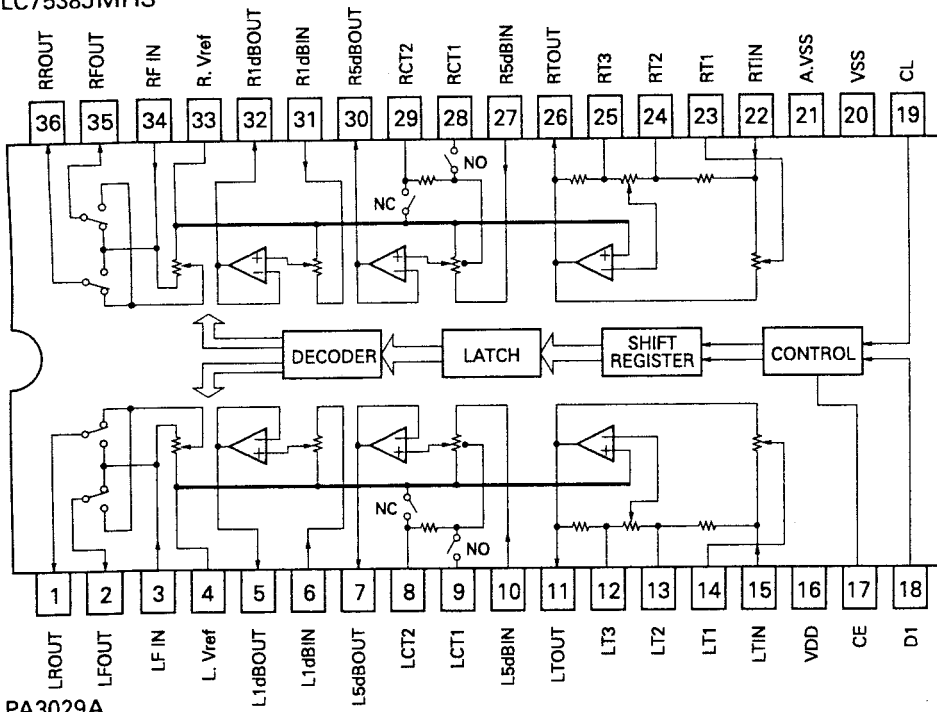 LC7538JMHS
RROUT RFOUT RF IN R. Vref R1dBOUT R1dBIN R5dBOUT RCT2 RCT1 R5dBIN RTOUT RT3 RT2 RT1 RTIN A.VSS VSS CL
36 35 34 33 32 31 30 29 28 27 26 25 24 23 22 21 20 19
NO
NC
+ − + − + −
DECODER LATCH SHIFT REGISTER CONTROL
− + − + − +
NC
NO
1 2 3 4 5 6 7 8 9 10 11 12 13 14 15 16 17 18
LROUT LFOUT LF IN L. Vref L1dBOUT L1dBIN L5dBOUT LCT2 LCT1 L5dBIN LTOUT LT3 LT2 LT1 LTIN VDD CE D1
PA3029A